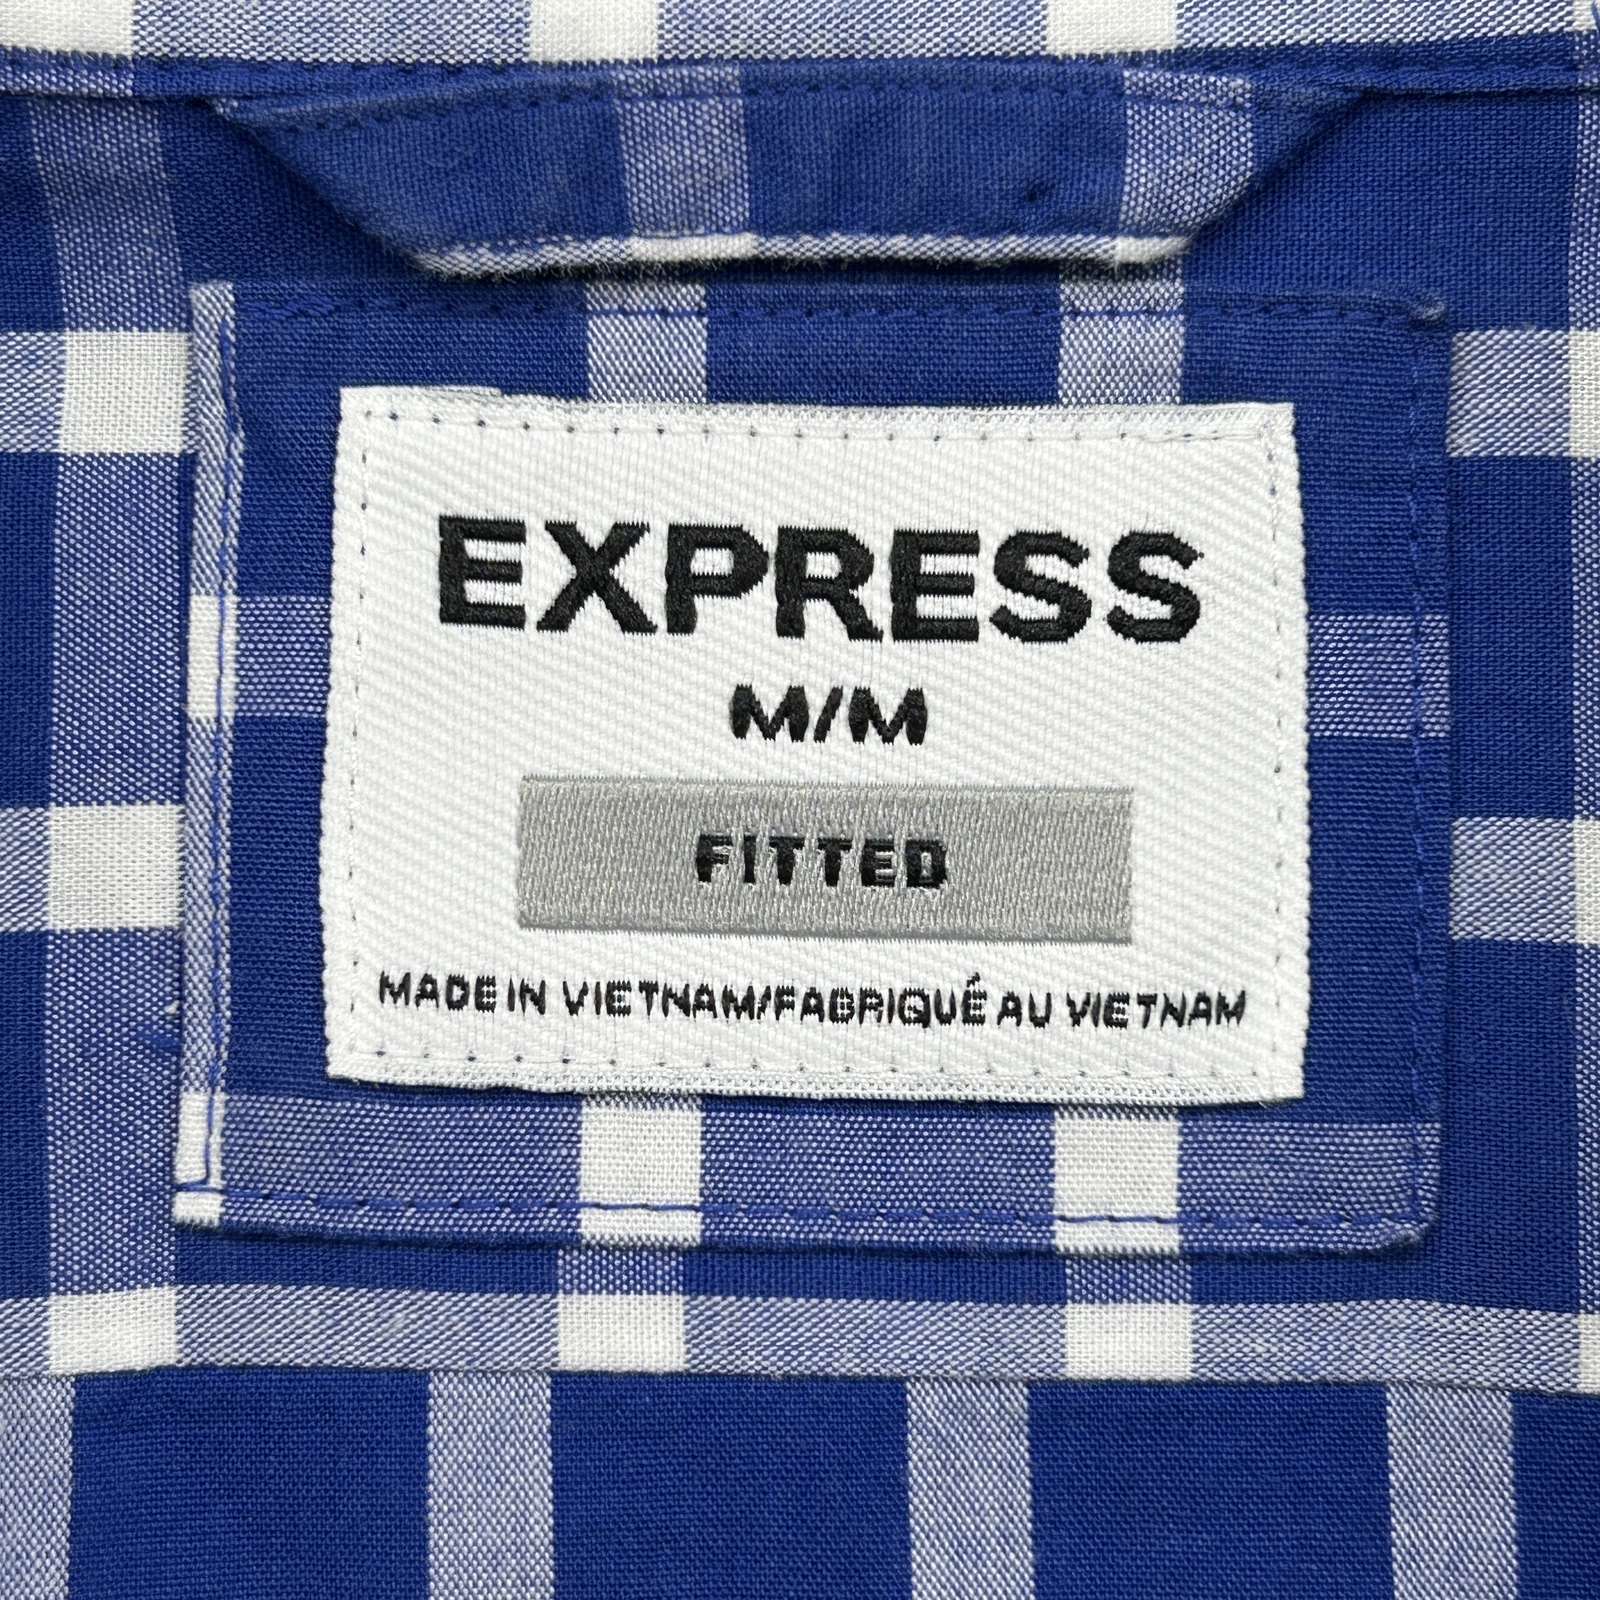 EXPRESS
M/M
FITTED
MADE IN VIETNAM/FABRIQUÉ AU VIETNAM